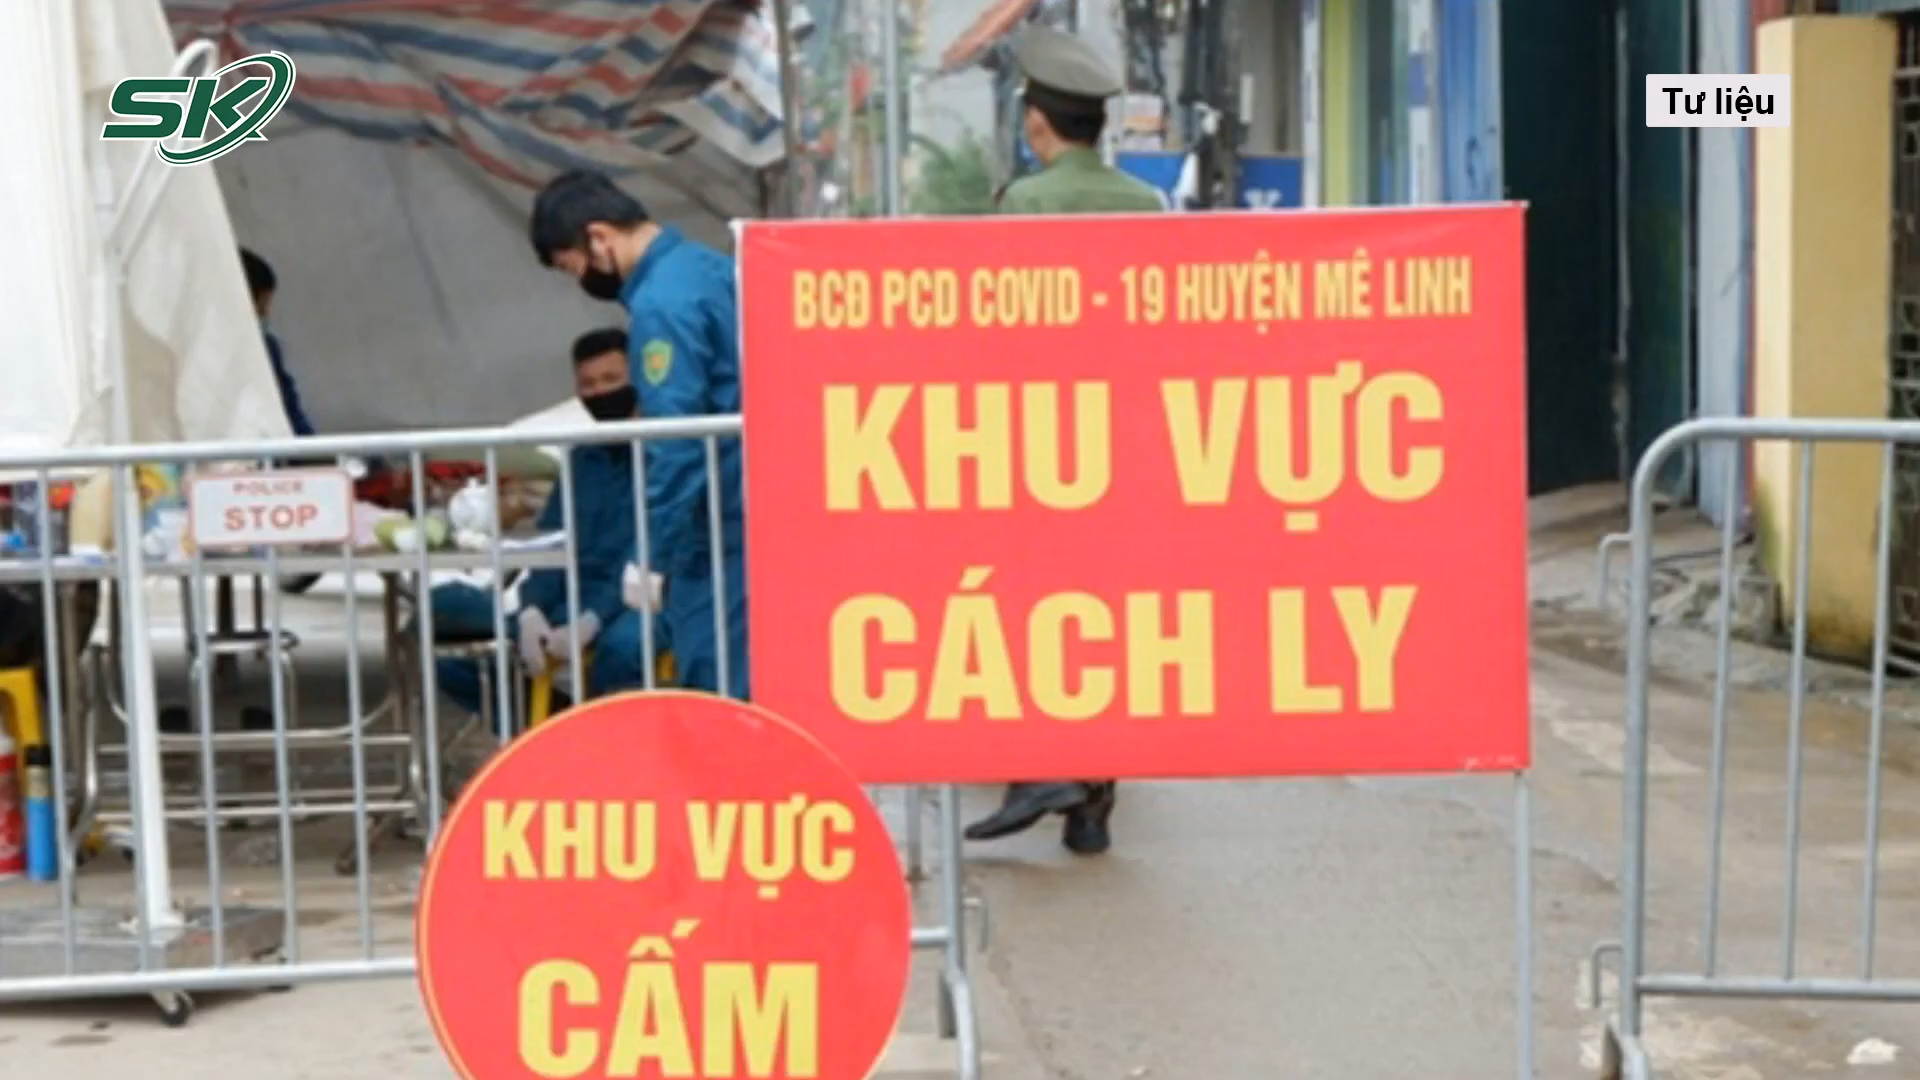 SK
Tư liệu
BCĐ PCD COVID - 19 HUYỆN MÊ LINH
KHU VỰC
CÁCH LY
POLICE
STOP
KHU VỰC
CẤM